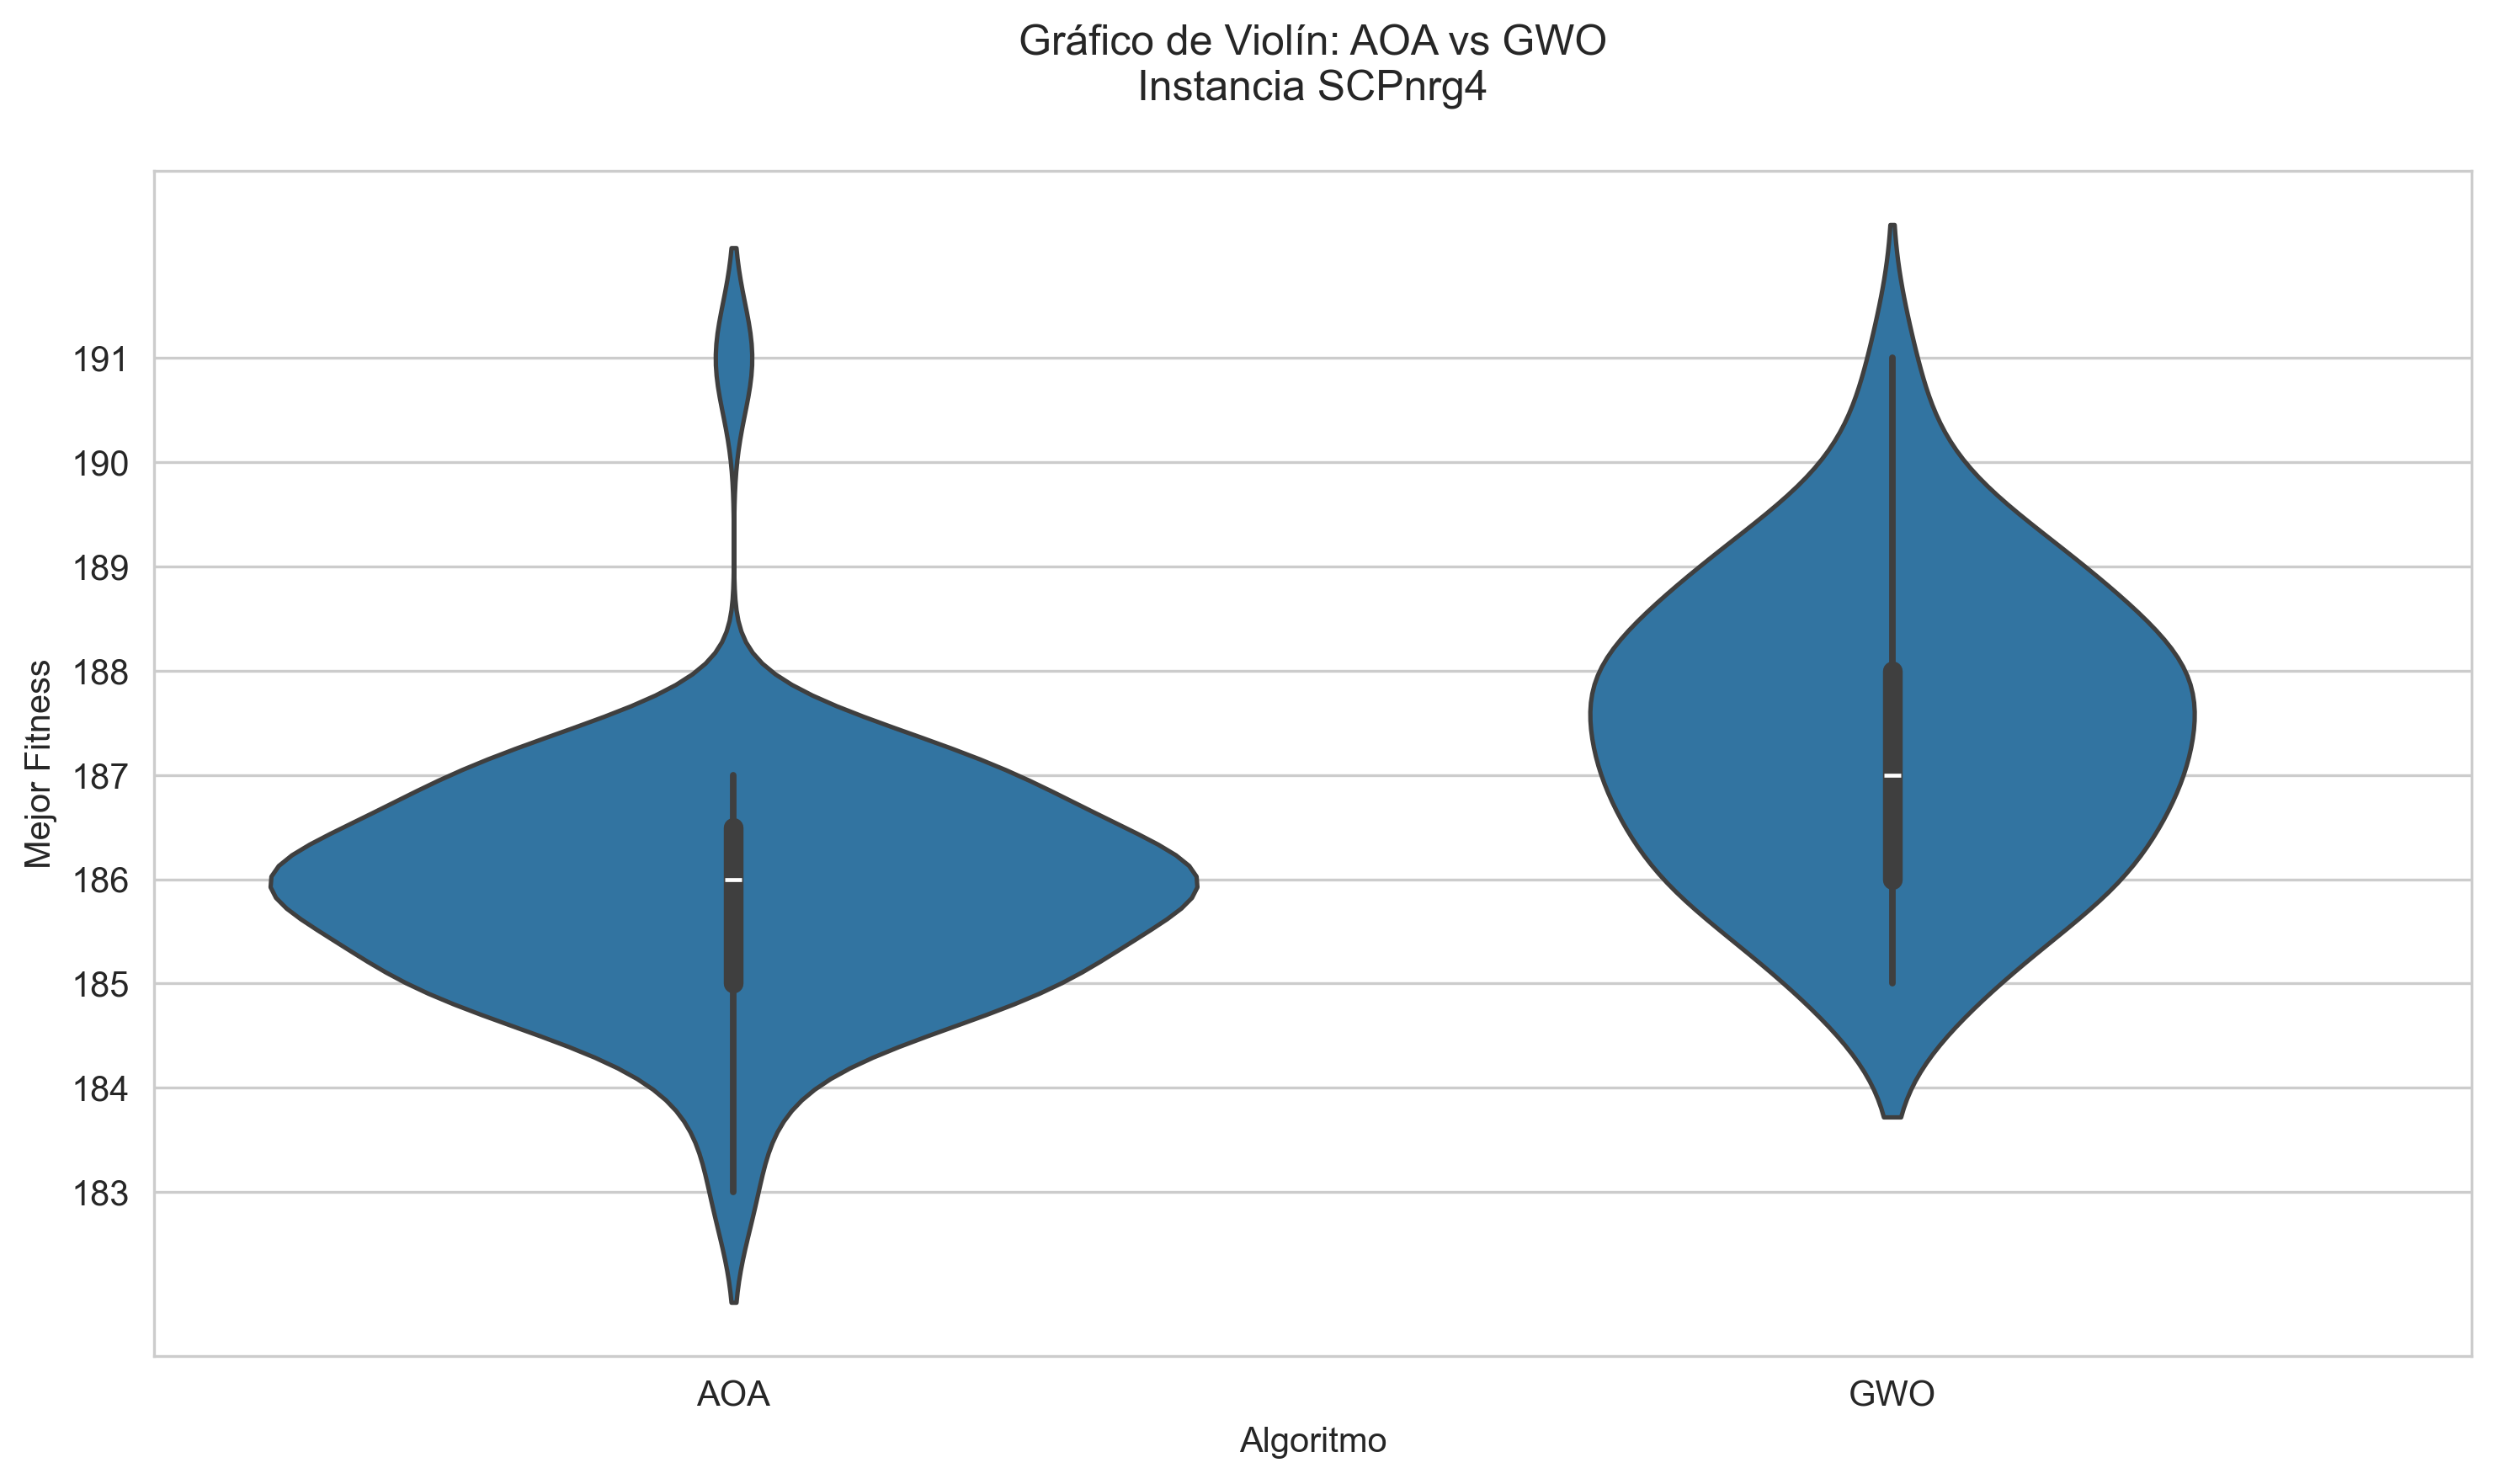 Gráfico de Violín: AOA vs GWO
Instancia SCPnrg4
Mejor Fitness
191
190
189
188
187
186
185
184
183
AOA
GWO
Algoritmo